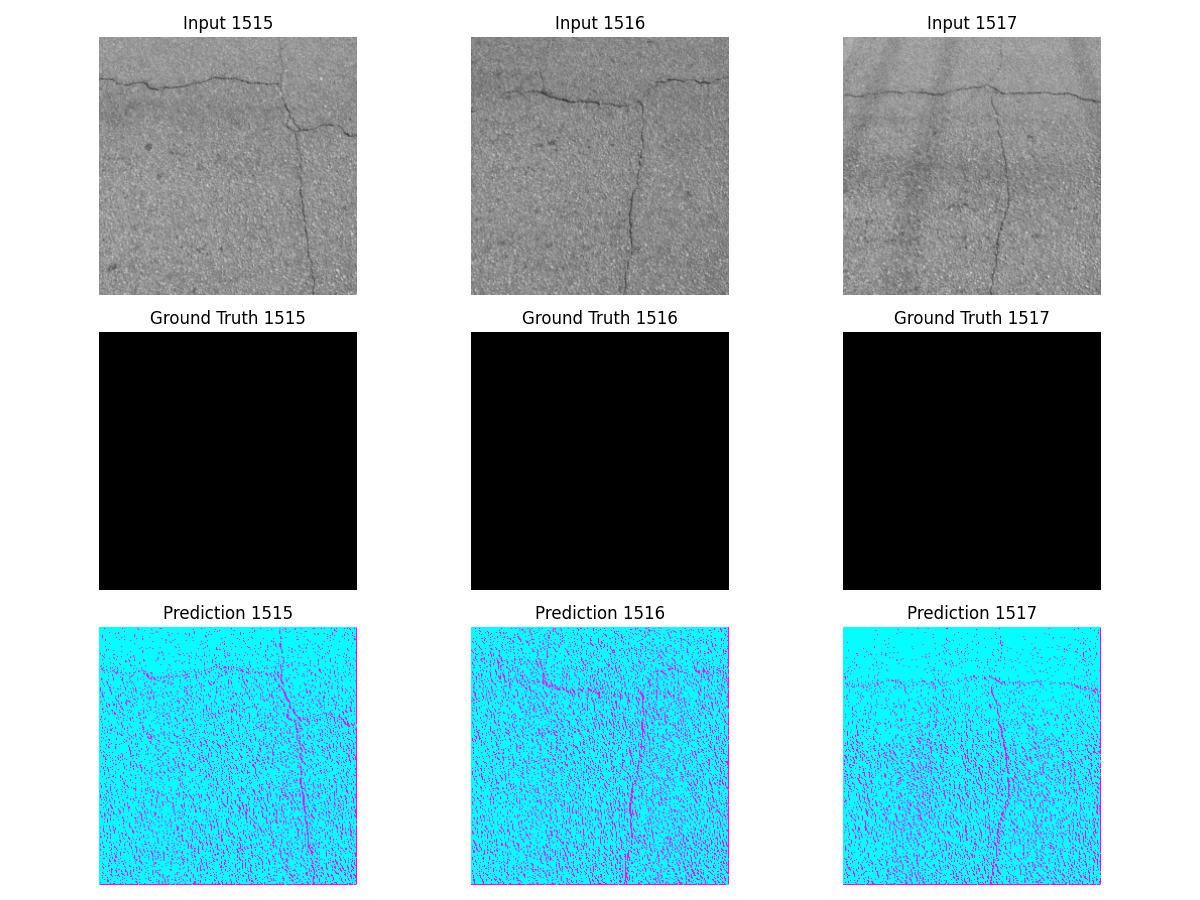 Input 1515
Input 1516
Input 1517
Ground Truth 1515
Ground Truth 1516
Ground Truth 1517
Prediction 1515
Prediction 1516
Prediction 1517